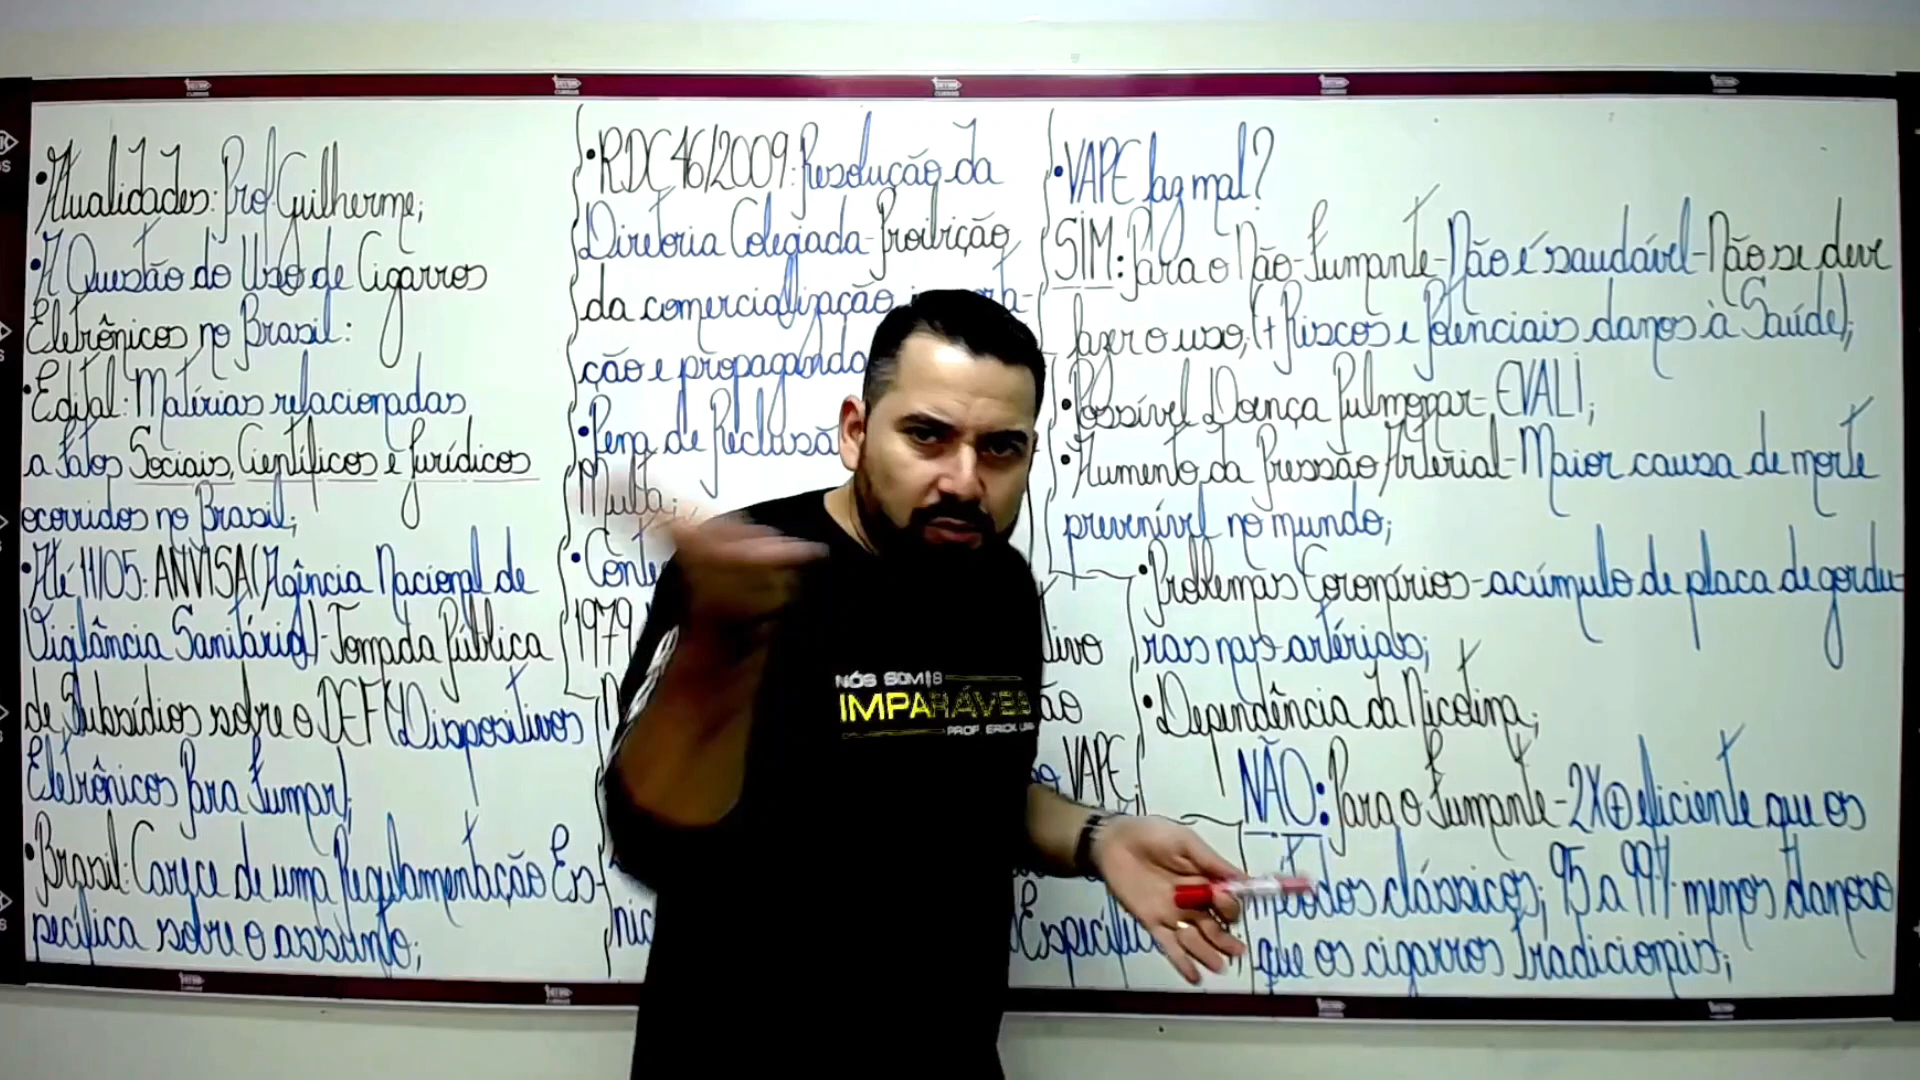 •Atualidades: Prof Guilherme;
•A Questão do Uso de Cigarros
Eletrônicos no Brasil:
•Edital: Matérias relacionadas
a fatos Sociais, Científicos e Jurídicos
ocorridos no Brasil;
•Até 11/05: ANVISA (Agência Nacional de
Vigilância Sanitária) - Tomada Pública
de Subsídios sobre o DEF (Dispositivos
Eletrônicos Para Fumar);
•Brasil: Carece de uma Regulamentação Es-
pecífica sobre o assunto;
•RDC 46/2009: Resolução da
Diretoria Colegiada - Proibição
da comercialização
ção e propaganda
•Pena de Reclusã
Multa;
•Conte
1979
tivo
ão
VAPE;
nic
Específic
•VAPE faz mal?
SIM: Para o Não-fumante - Não é saudável - Não se deve
fazer o uso, (+ Riscos e Potenciais danos à Saúde);
•Possível Doença Pulmonar - EVALI;
•Aumento da Pressão Arterial - Maior causa de morte
prevenível no mundo;
•Problemas Coronários - acúmulo de placa de gordu-
ras nas artérias;
•Dependência da Nicotina;
NÃO: Para o fumante - 2X⊕ eficiente que os
métodos clássicos; 95 a 99% menos danoso
que os cigarros tradicionais;
NÓS SOMOS
IMPARÁVEIS
PROF. ERICK